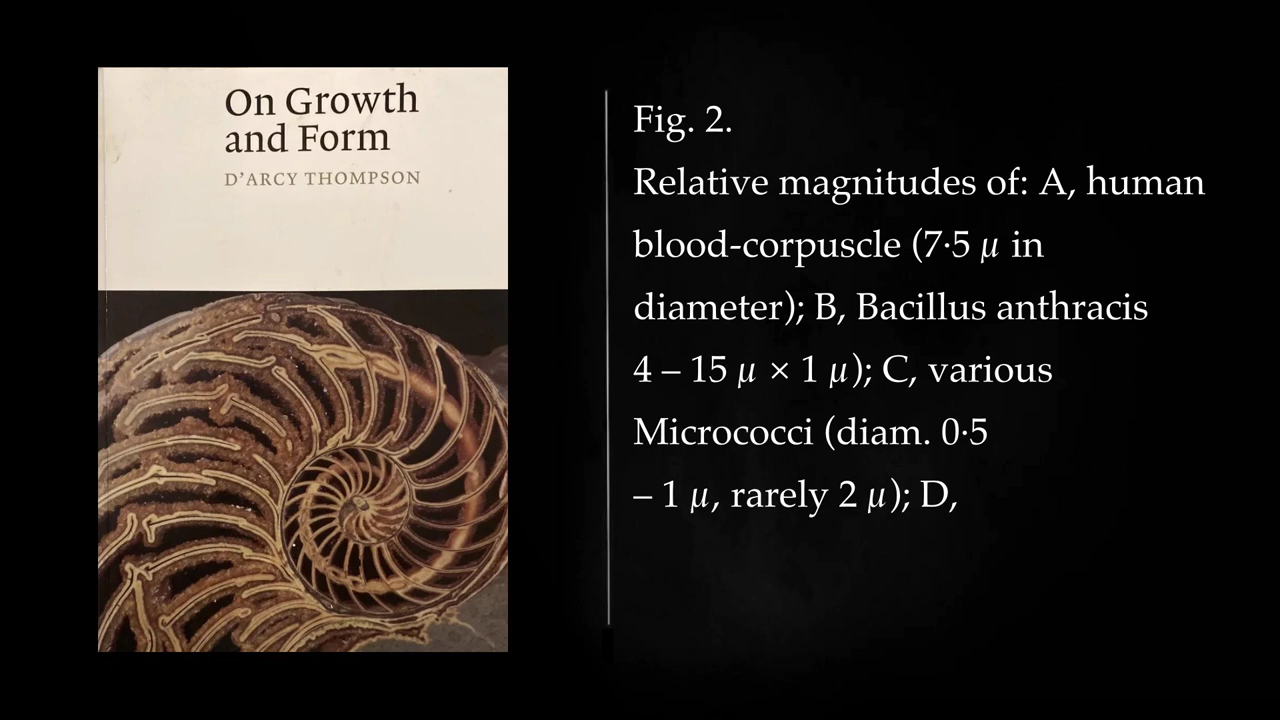 On Growth
and Form
D'ARCY THOMPSON
Fig. 2.
Relative magnitudes of: A, human
blood-corpuscle (7·5 μ in
diameter); B, Bacillus anthracis
4 – 15 μ × 1 μ); C, various
Micrococci (diam. 0·5
– 1 μ, rarely 2 μ); D,